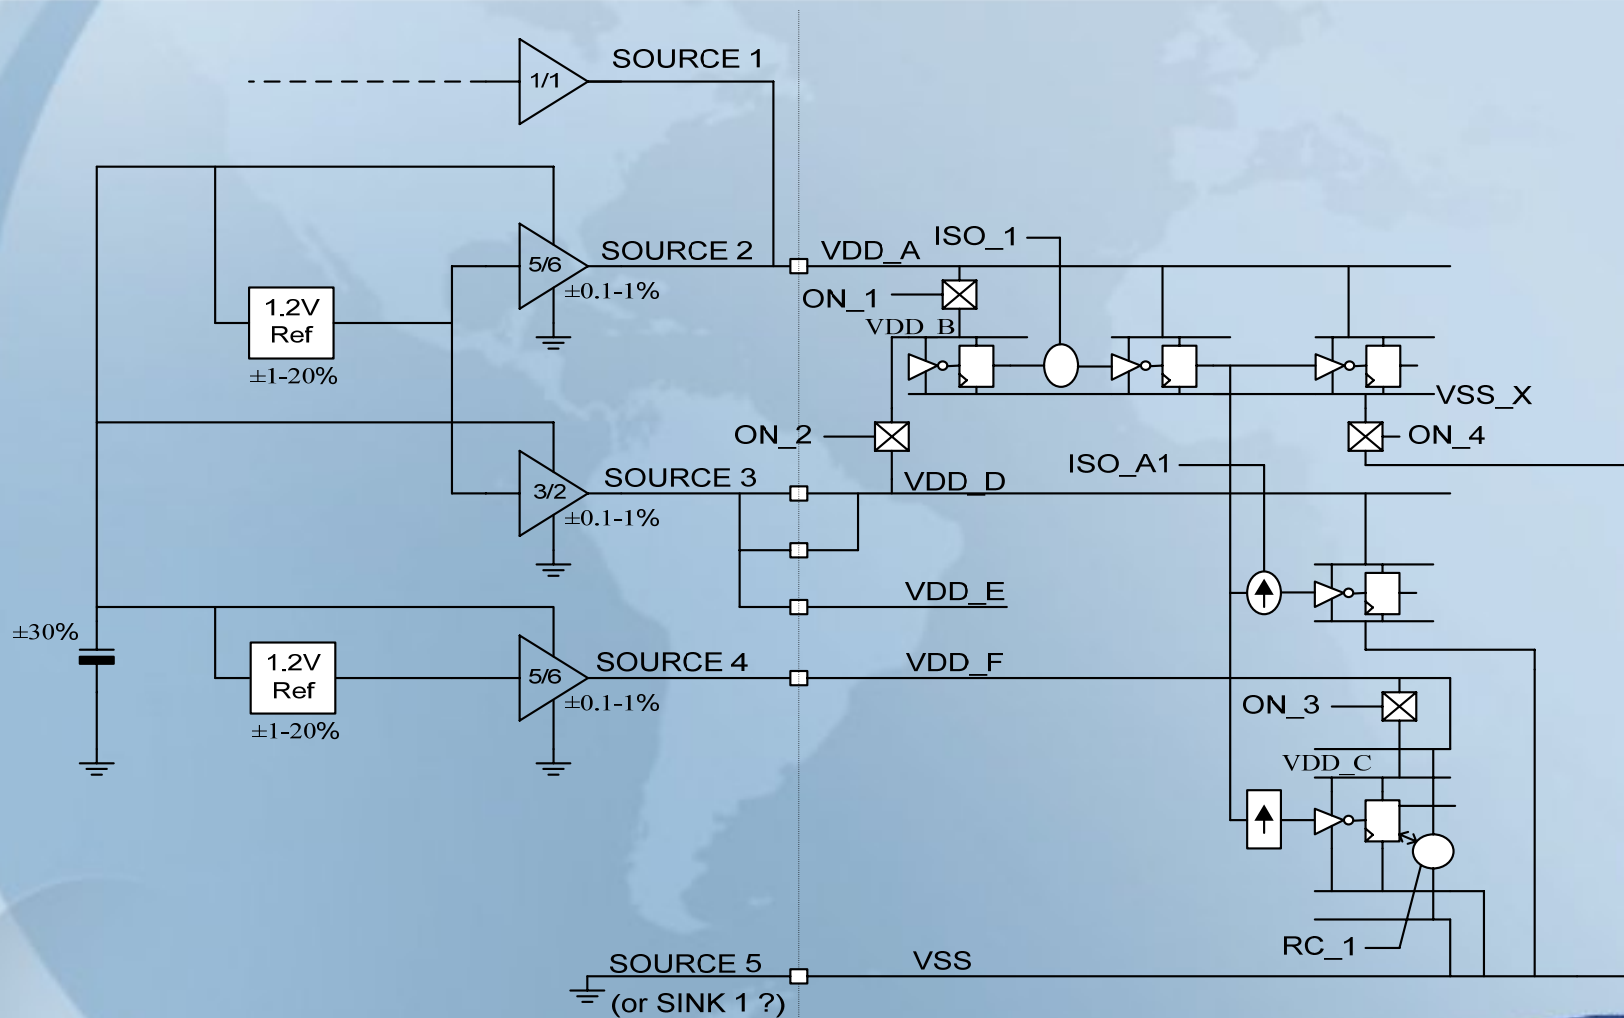 SOURCE 1
1/1
ISO_1
SOURCE 2
VDD_A
5/6
±0.1-1%
1.2V
Ref
±1-20%
ON_1
VDD_B
VSS_X
ON_2
ON_4
ISO_A1
SOURCE 3
VDD_D
3/2
±0.1-1%
VDD_E
±30%
SOURCE 4
VDD_F
1.2V
Ref
5/6
±0.1-1%
±1-20%
ON_3
VDD_C
RC_1
SOURCE 5
VSS
(or SINK 1 ?)